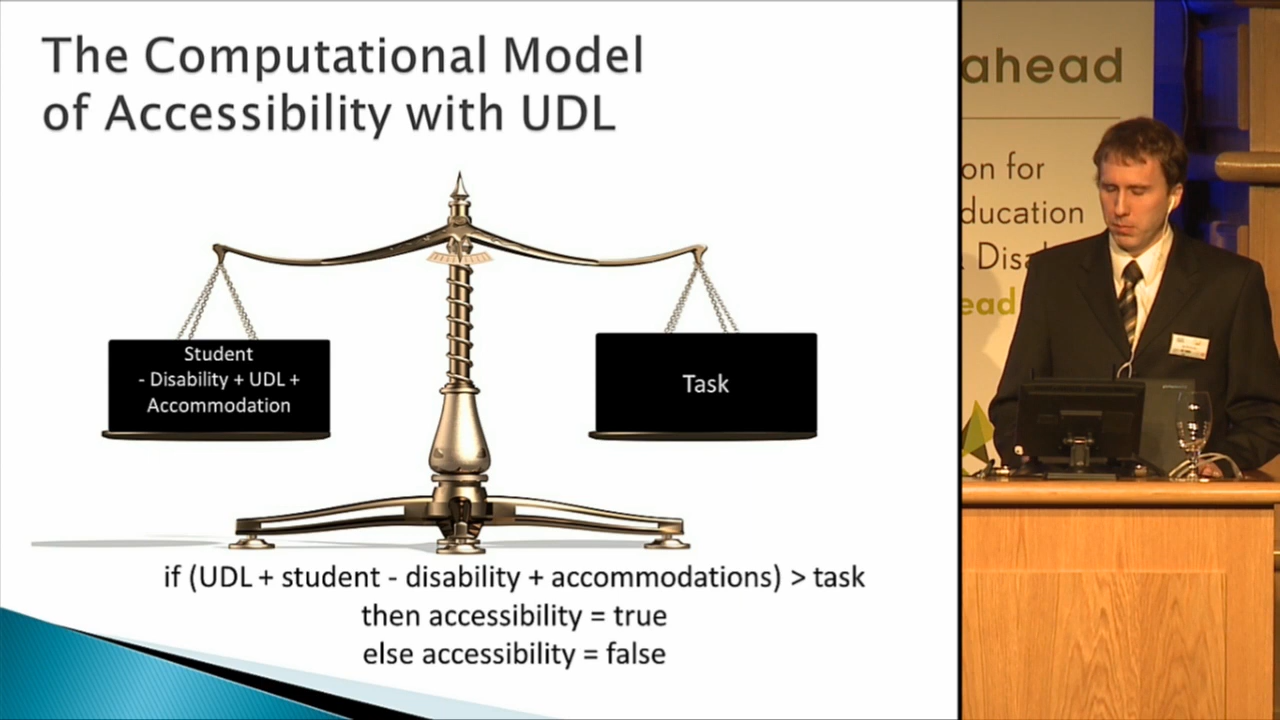 The Computational Model
of Accessibility with UDL
Student
- Disability + UDL +
Accommodation
Task
if (UDL + student - disability + accommodations) > task
then accessibility = true
else accessibility = false
ahead
on for
ducation
Disa
ead